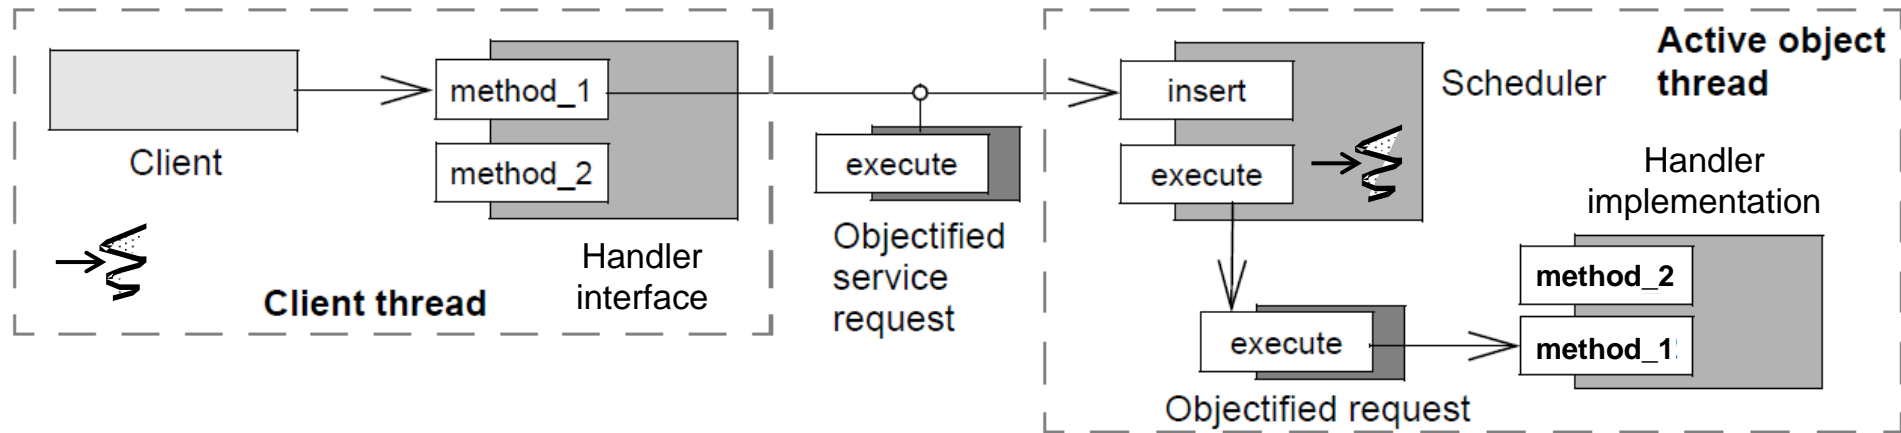 Client
method_1
method_2
Handler
interface
Client thread
execute
Objectified
service
request
insert
execute
Scheduler
Active object
thread
Handler
implementation
method_2
method_1
execute
Objectified request